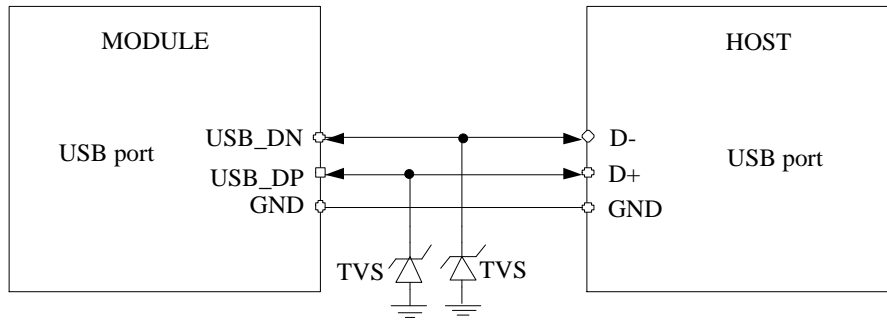 MODULE
HOST
USB port
USB_DN
USB_DP
GND
D-
D+
GND
USB port
TVS
TVS